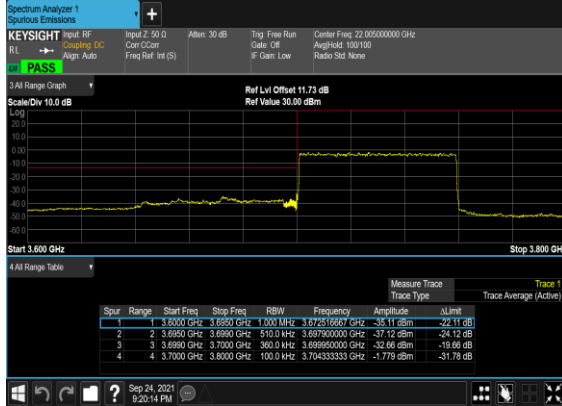 Spectrum Analyzer 1
Spurious Emissions
+
KEYSIGHT Input: RF Input Z: 50 Ω Atten: 30 dB Trig: Free Run Center Freq: 22.005000000 GHz
RL Coupling: DC Corr CCorr Gate: Off Avg|Hold: 100/100
Align: Auto Freq Ref: Int (S) IF Gain: Low Radio Std: None
PASS
3 All Range Graph
Ref Lvl Offset 11.73 dB
Scale/Div 10.0 dB Ref Value 30.00 dBm
Log
20.0
10.0
0.00
-10.0
-20.0
-30.0
-40.0
-50.0
-60.0
Start 3.600 GHz Stop 3.800 GH
4 All Range Table
Measure Trace Trace 1
Trace Type Trace Average (Active)
Spur Range Start Freq Stop Freq RBW Frequency Amplitude ΔLimit
1 1 3.6000 GHz 3.6950 GHz 1.000 MHz 3.672516667 GHz -35.11 dBm -22.11 dB
2 2 3.6950 GHz 3.6990 GHz 510.0 kHz 3.697900000 GHz -37.12 dBm -24.12 dB
3 3 3.6990 GHz 3.7000 GHz 360.0 kHz 3.699950000 GHz -32.66 dBm -19.66 dB
4 4 3.7000 GHz 3.8000 GHz 100.0 kHz 3.704333333 GHz -1.779 dBm -31.78 dB
? Sep 24, 2021
9:20:14 PM